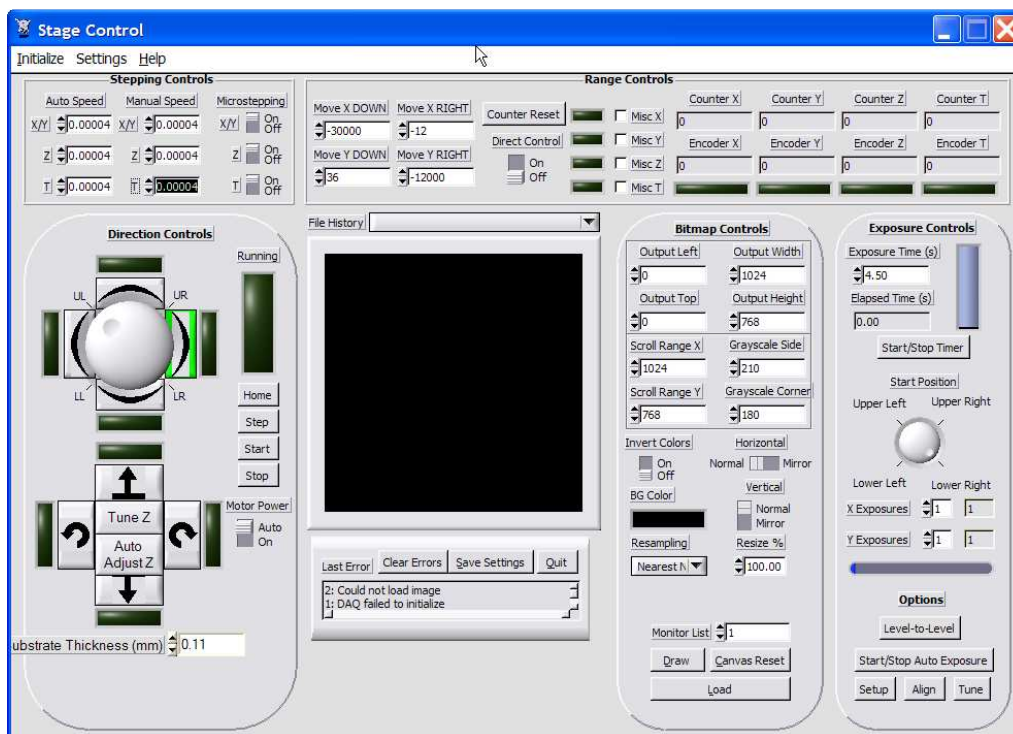 Stage Control
Initialize Settings Help
Stepping Controls
Auto Speed Manual Speed Microstepping
X/Y 0.00004 X/Y 0.00004 X/Y On Off
Z 0.00004 Z 0.00004 Z On Off
T 0.00004 T 0.00004 T On Off
Range Controls
Move X DOWN Move X RIGHT
-30000 -12
Move Y DOWN Move Y RIGHT
36 -12000
Counter Reset
Direct Control
On
Off
Misc X
Misc Y
Misc Z
Misc T
Counter X Counter Y Counter Z Counter T
0 0 0 0
Encoder X Encoder Y Encoder Z Encoder T
0 0 0 0
Direction Controls
Running
UL UR
LL LR
Home
Step
Start
Stop
Motor Power
Auto
On
Tune Z
Auto
Adjust Z
ubstrate Thickness (mm) 0.11
File History
Last Error Clear Errors Save Settings Quit
2: Could not load image
1: DAQ failed to initialize
Bitmap Controls
Output Left Output Width
0 1024
Output Top Output Height
0 768
Scroll Range X Grayscale Side
1024 210
Scroll Range Y Grayscale Corner
768 180
Invert Colors Horizontal
On
Off
Normal Mirror
BG Color Vertical
Normal
Mirror
Resampling Resize %
Nearest N 100.00
Monitor List 1
Draw Canvas Reset
Load
Exposure Controls
Exposure Time (s)
4.50
Elapsed Time (s)
0.00
Start/Stop Timer
Start Position
Upper Left Upper Right
Lower Left Lower Right
X Exposures 1 1
Y Exposures 1 1
Options
Level-to-Level
Start/Stop Auto Exposure
Setup Align Tune